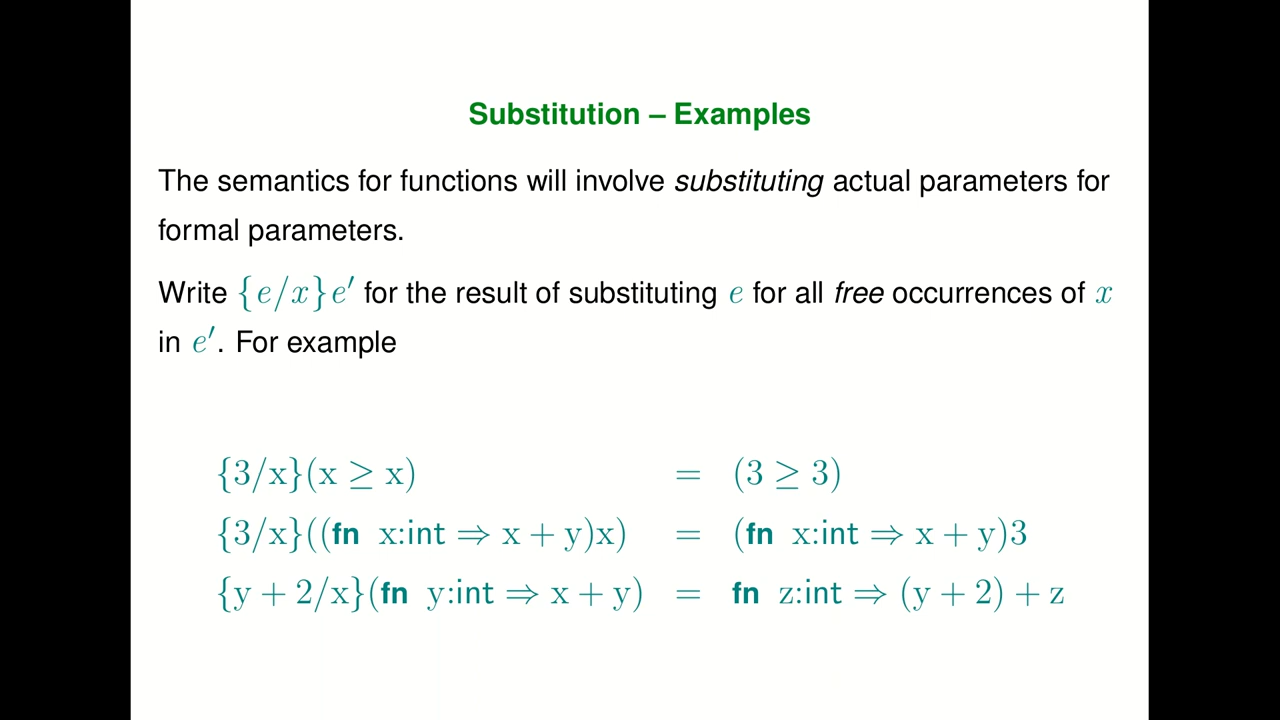 Substitution – Examples
The semantics for functions will involve substituting actual parameters for
formal parameters.
Write {e/x}e′ for the result of substituting e for all free occurrences of x
in e′. For example
{3/x}(x ≥ x) = (3 ≥ 3)
{3/x}((fn x:int ⇒ x + y)x) = (fn x:int ⇒ x + y)3
{y + 2/x}(fn y:int ⇒ x + y) = fn z:int ⇒ (y + 2) + z